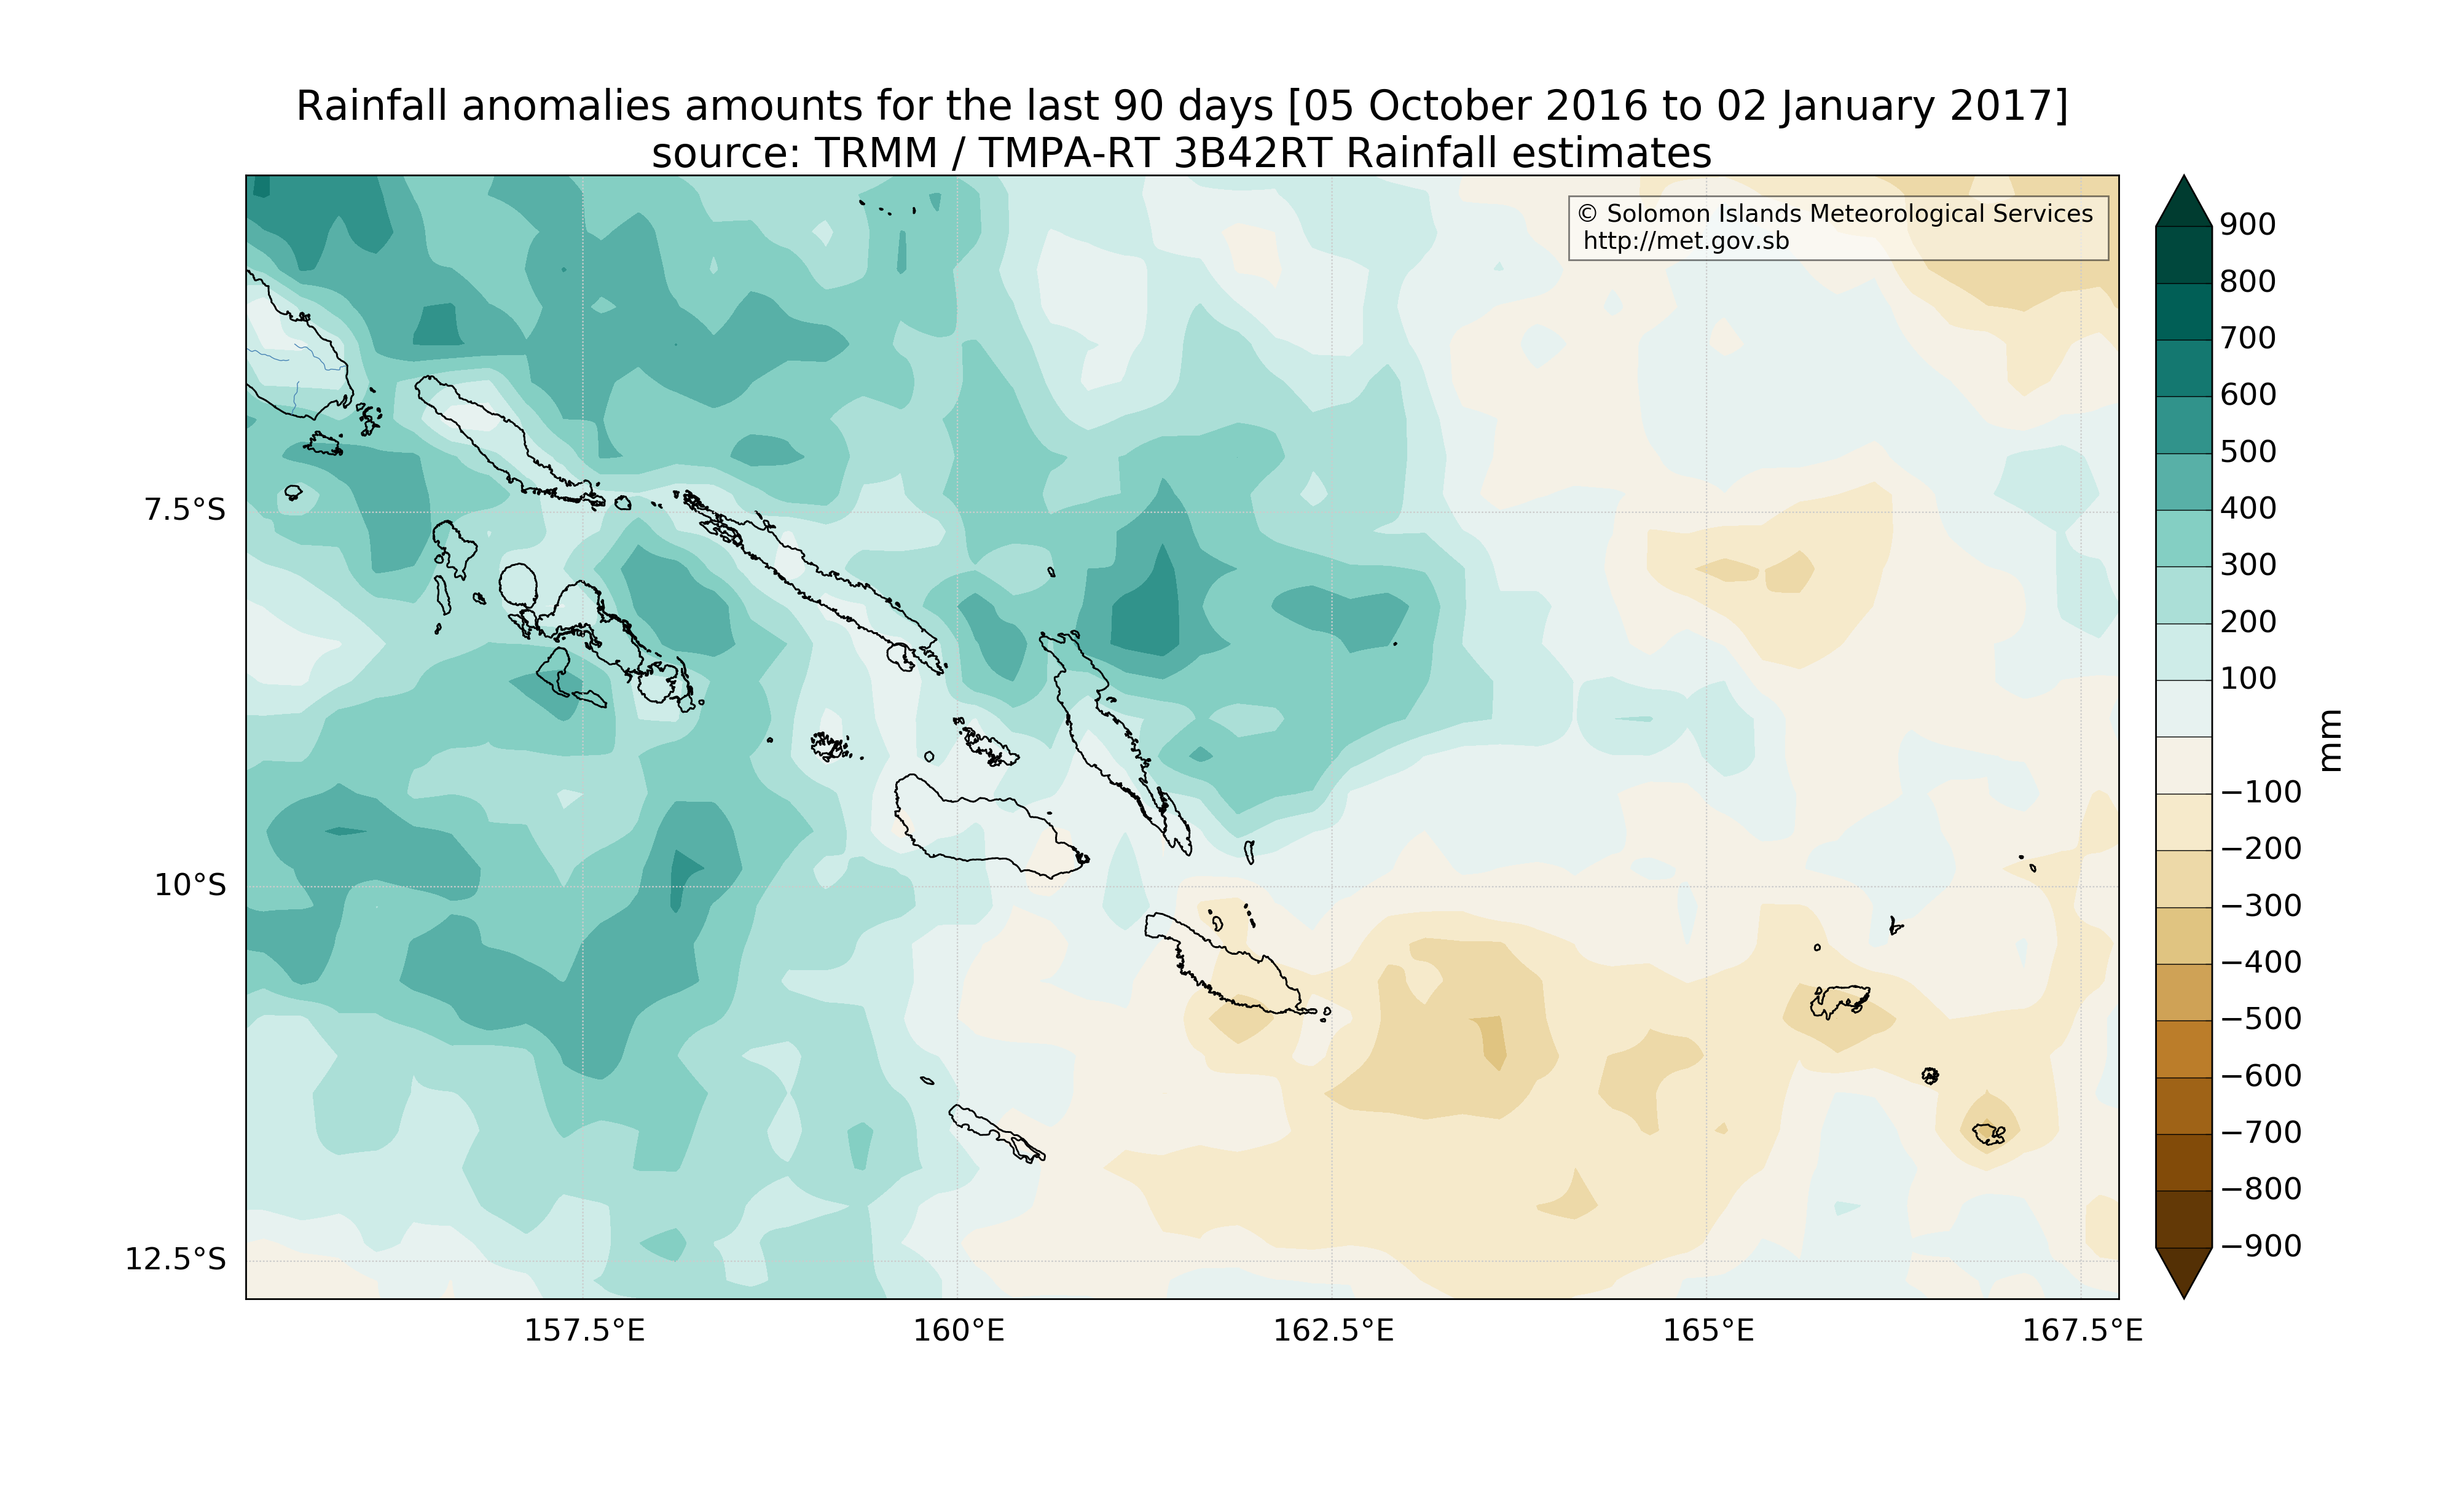 Rainfall anomalies amounts for the last 90 days [05 October 2016 to 02 January 2017]
source: TRMM / TMPA-RT 3B42RT Rainfall estimates
© Solomon Islands Meteorological Services
http://met.gov.sb
7.5°S
10°S
12.5°S
157.5°E
160°E
162.5°E
165°E
167.5°E
900
800
700
600
500
400
300
200
100
−100
−200
−300
−400
−500
−600
−700
−800
−900
mm